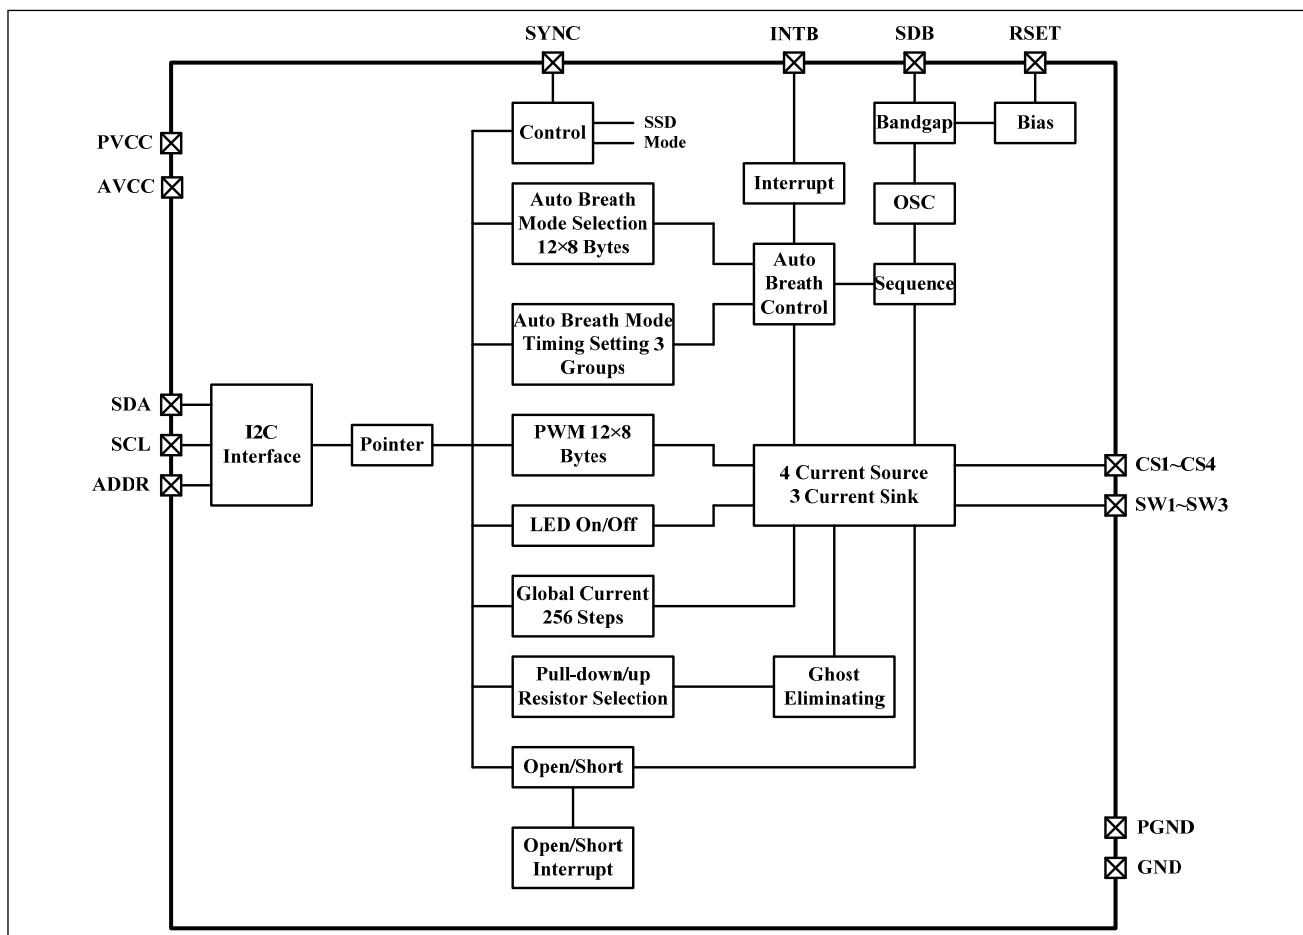 SYNC
INTB
SDB
RSET
PVCC
AVCC
Control
SSD
Mode
Bandgap
Bias
Interrupt
OSC
Auto Breath
Mode Selection
12×8 Bytes
Auto
Breath
Control
Sequence
Auto Breath Mode
Timing Setting 3
Groups
SDA
SCL
ADDR
I2C
Interface
Pointer
PWM 12×8
Bytes
4 Current Source
3 Current Sink
CS1~CS4
SW1~SW3
LED On/Off
Global Current
256 Steps
Pull-down/up
Resistor Selection
Ghost
Eliminating
Open/Short
Open/Short
Interrupt
PGND
GND